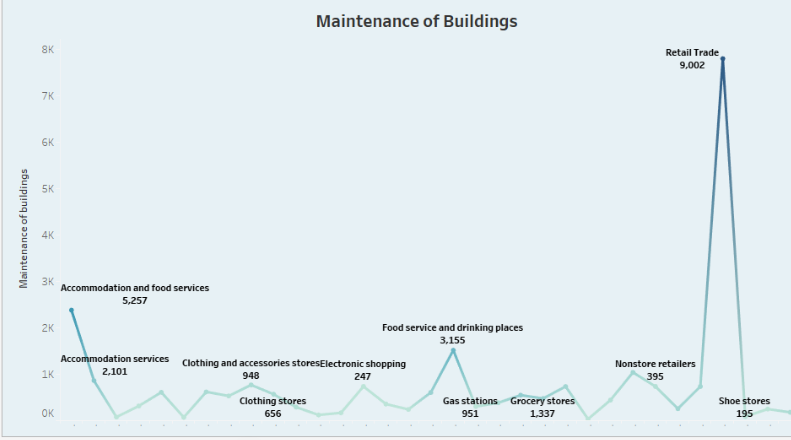 Maintenance of Buildings
8K
Retail Trade
9,002
7K
6K
5K
Maintenance of buildings
4K
3K
Accommodation and food services
5,257
2K
Food service and drinking places
3,155
Accommodation services
2,101
Clothing and accessories stores
948
Electronic shopping
247
Nonstore retailers
395
1K
Clothing stores
656
Gas stations
951
Grocery stores
1,337
Shoe stores
195
0K